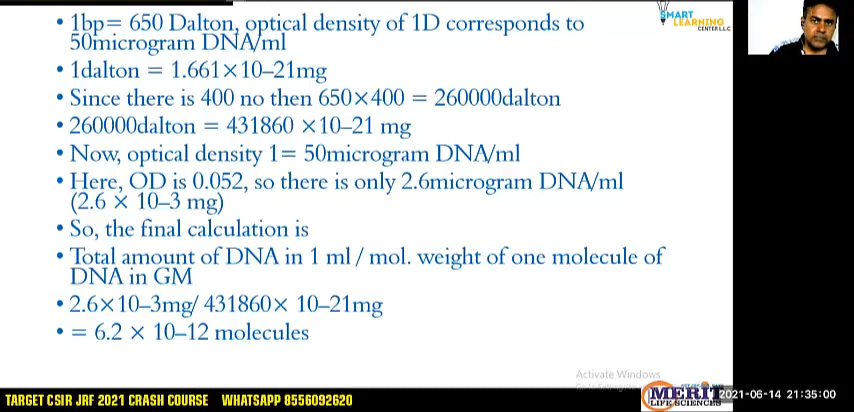 • 1bp= 650 Dalton, optical density of 1D corresponds to
50microgram DNA/ml
• 1dalton = 1.661×10–21mg
• Since there is 400 no then 650×400 = 260000dalton
• 260000dalton = 431860 ×10–21 mg
• Now, optical density 1= 50microgram DNA/ml
• Here, OD is 0.052, so there is only 2.6microgram DNA/ml
(2.6 × 10–3 mg)
• So, the final calculation is
• Total amount of DNA in 1 ml / mol. weight of one molecule of
DNA in GM
• 2.6×10–3mg/ 431860× 10–21mg
• = 6.2 × 10–12 molecules
SMART
LEARNING
CENTER LLC
Activate Windows
MERIT
LIFE SCIENCES
2021-06-14 21:35:00
TARGET CSIR JRF 2021 CRASH COURSE WHATSAPP 8556092620